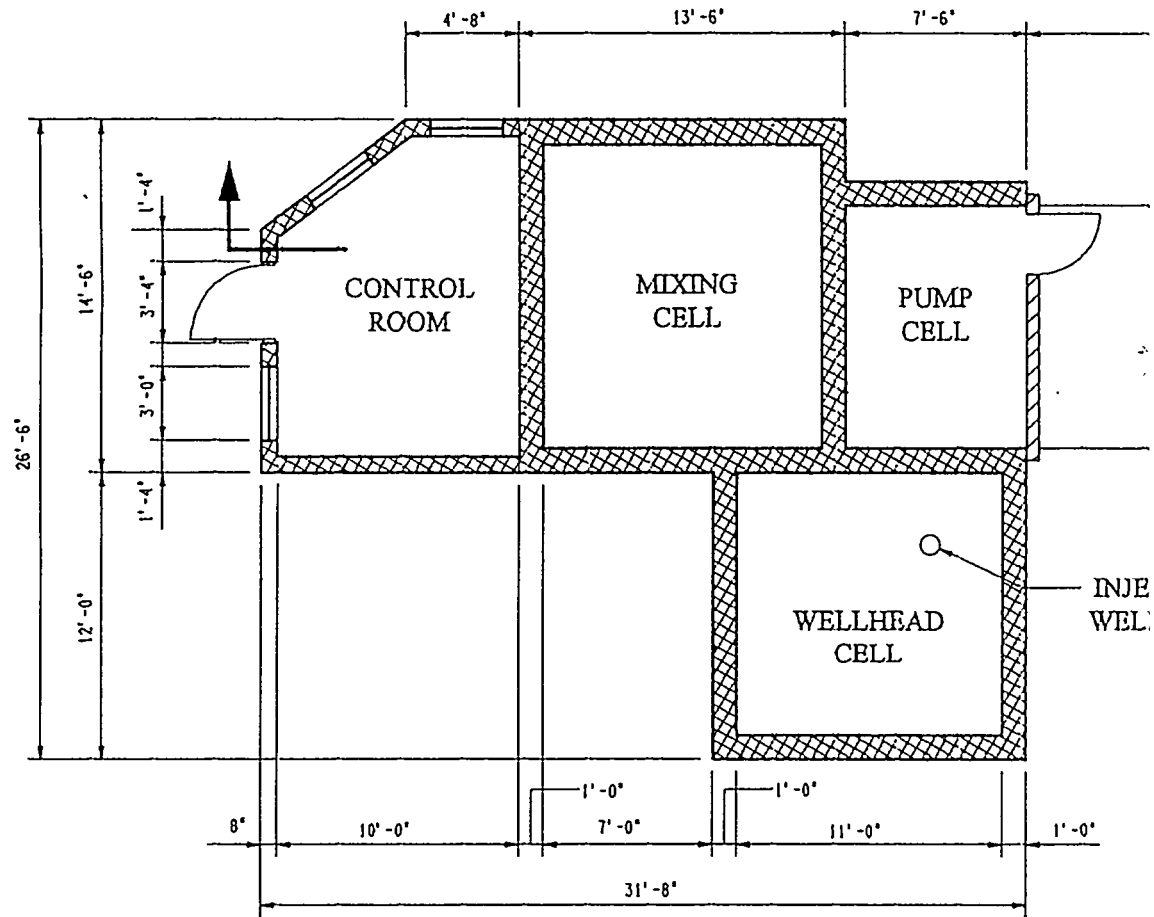 4'-8"
13'-6"
7'-6"
1'-4"
14'-6"
3'-4"
CONTROL
ROOM
MIXING
CELL
PUMP
CELL
3'-0"
26'-6"
1'-4"
12'-0"
INJE
WELL
WELLHEAD
CELL
1'-0"
1'-0"
8"
10'-0"
7'-0"
11'-0"
1'-0"
31'-8"